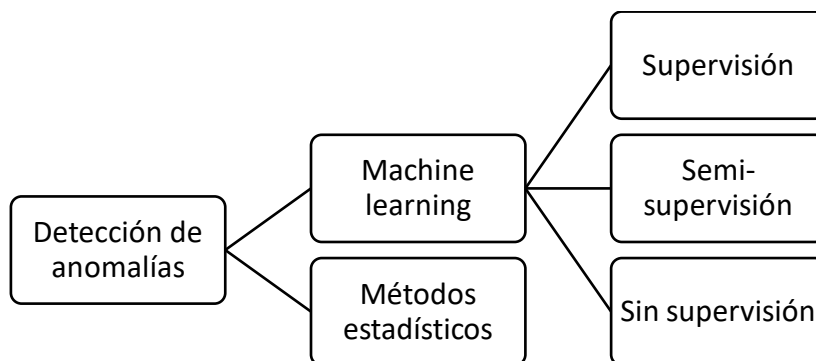 Detección de
anomalías
Machine
learning
Métodos
estadísticos
Supervisión
Semi-
supervisión
Sin supervisión